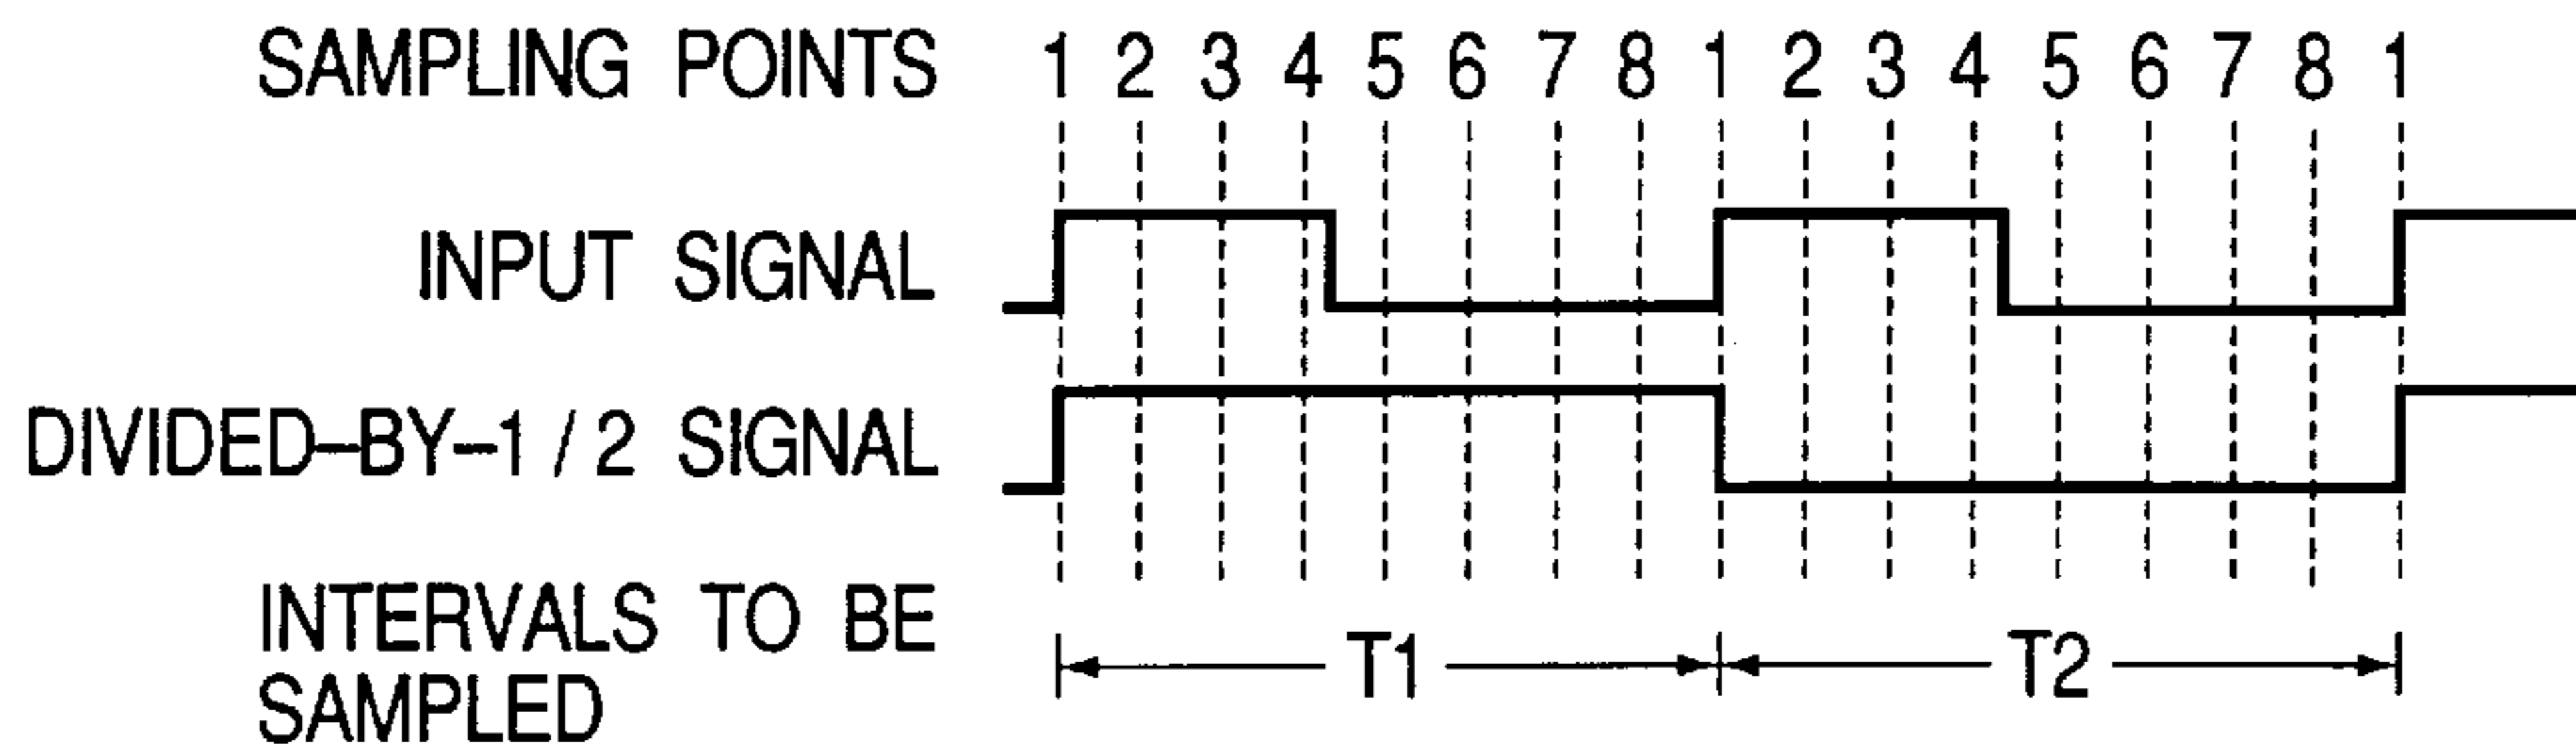 SAMPLING POINTS 1 2 3 4 5 6 7 8 1 2 3 4 5 6 7 8 1
INPUT SIGNAL
DIVIDED-BY-1/2 SIGNAL
INTERVALS TO BE
SAMPLED
T1 T2